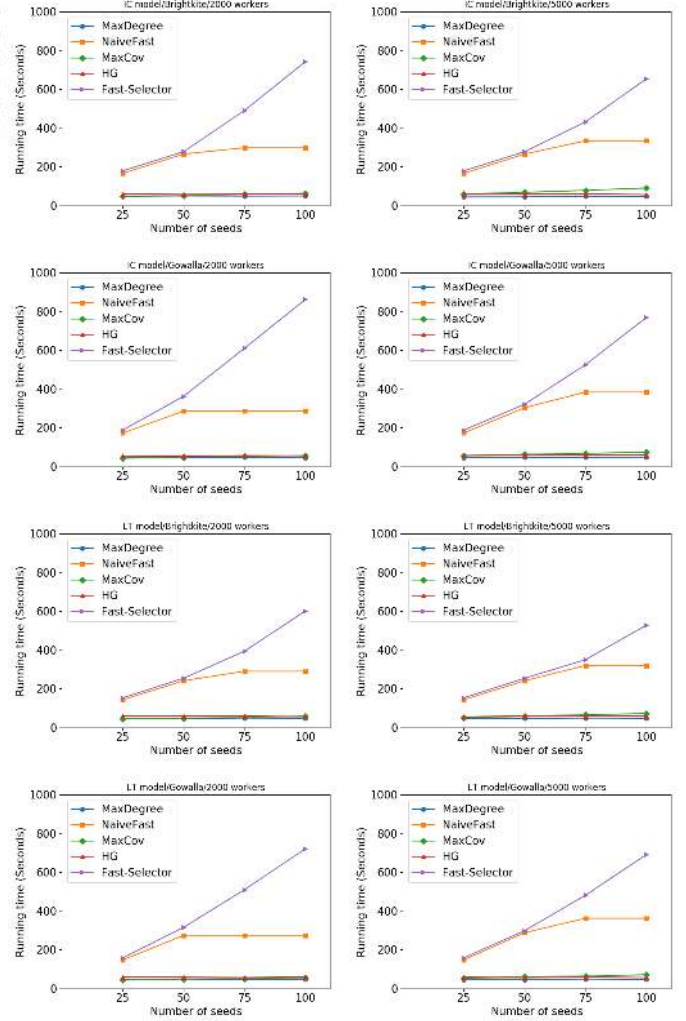 IC model/Brightkite/2000 workers
1000
800
600
400
200
0
Running time (Seconds)
MaxDegree
NaiveFast
MaxCov
HG
Fast-Selector
25 50 75 100
Number of seeds
IC model/Brightkite/5000 workers
1000
800
600
400
200
0
Running time (Seconds)
MaxDegree
NaiveFast
MaxCov
HG
Fast-Selector
25 50 75 100
Number of seeds
IC model/Gowalla/2000 workers
1000
800
600
400
200
0
Running time (Seconds)
MaxDegree
NaiveFast
MaxCov
HG
Fast-Selector
25 50 75 100
Number of seeds
IC model/Gowalla/5000 workers
1000
800
600
400
200
0
Running time (Seconds)
MaxDegree
NaiveFast
MaxCov
HG
Fast-Selector
25 50 75 100
Number of seeds
LT model/Brightkite/2000 workers
1000
800
600
400
200
0
Running time (Seconds)
MaxDegree
NaiveFast
MaxCov
HG
Fast-Selector
25 50 75 100
Number of seeds
LT model/Brightkite/5000 workers
1000
800
600
400
200
0
Running time (Seconds)
MaxDegree
NaiveFast
MaxCov
HG
Fast-Selector
25 50 75 100
Number of seeds
LT model/Gowalla/2000 workers
1000
800
600
400
200
0
Running time (Seconds)
MaxDegree
NaiveFast
MaxCov
HG
Fast-Selector
25 50 75 100
Number of seeds
LT model/Gowalla/5000 workers
1000
800
600
400
200
0
Running time (Seconds)
MaxDegree
NaiveFast
MaxCov
HG
Fast-Selector
25 50 75 100
Number of seeds